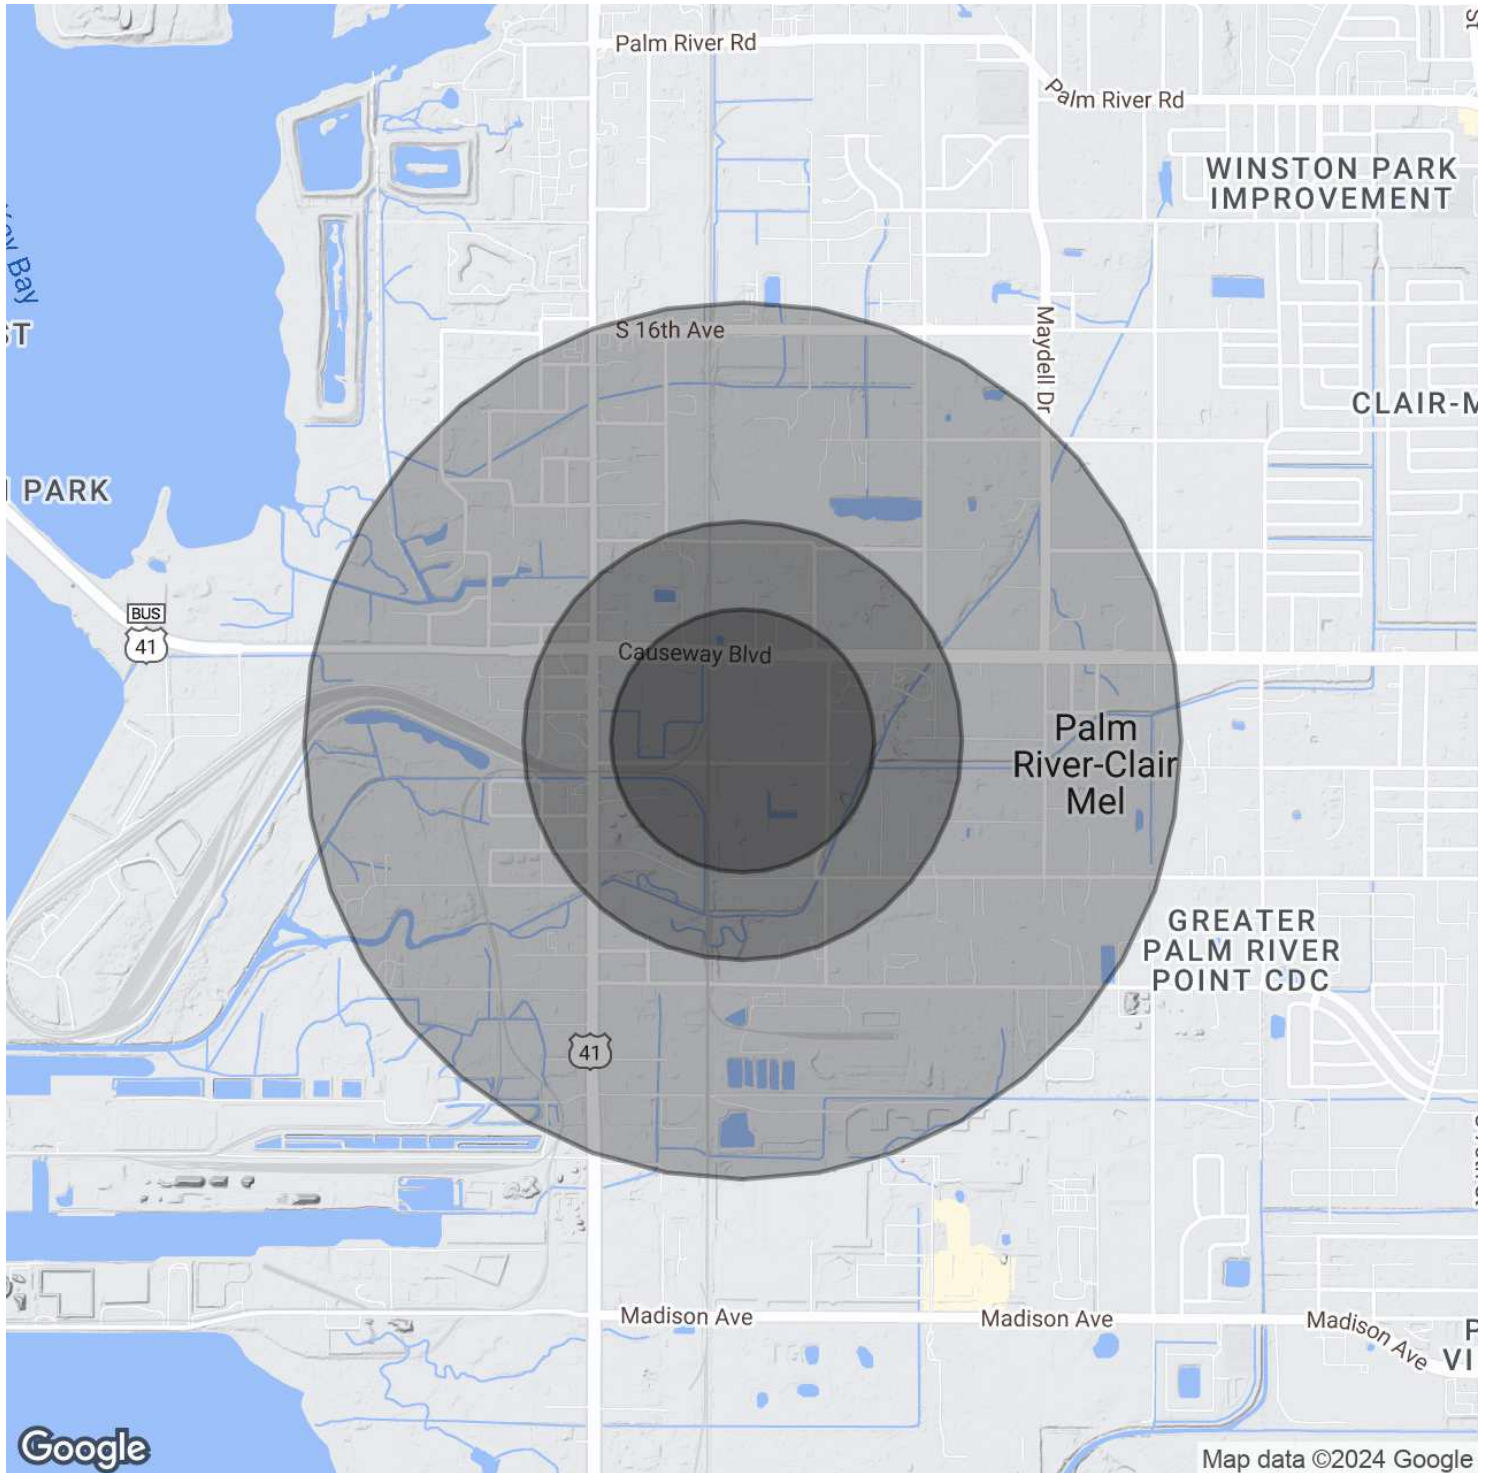 Palm River Rd
Palm River Rd
WINSTON PARK
IMPROVEMENT
Bay
S 16th Ave
Maydell Dr
CLAIR-M
PARK
BUS
41
Causeway Blvd
Palm
River-Clair
Mel
GREATER
PALM RIVER
POINT CDC
41
Madison Ave
Madison Ave
Madison Ave
VI
Google
Map data ©2024 Google